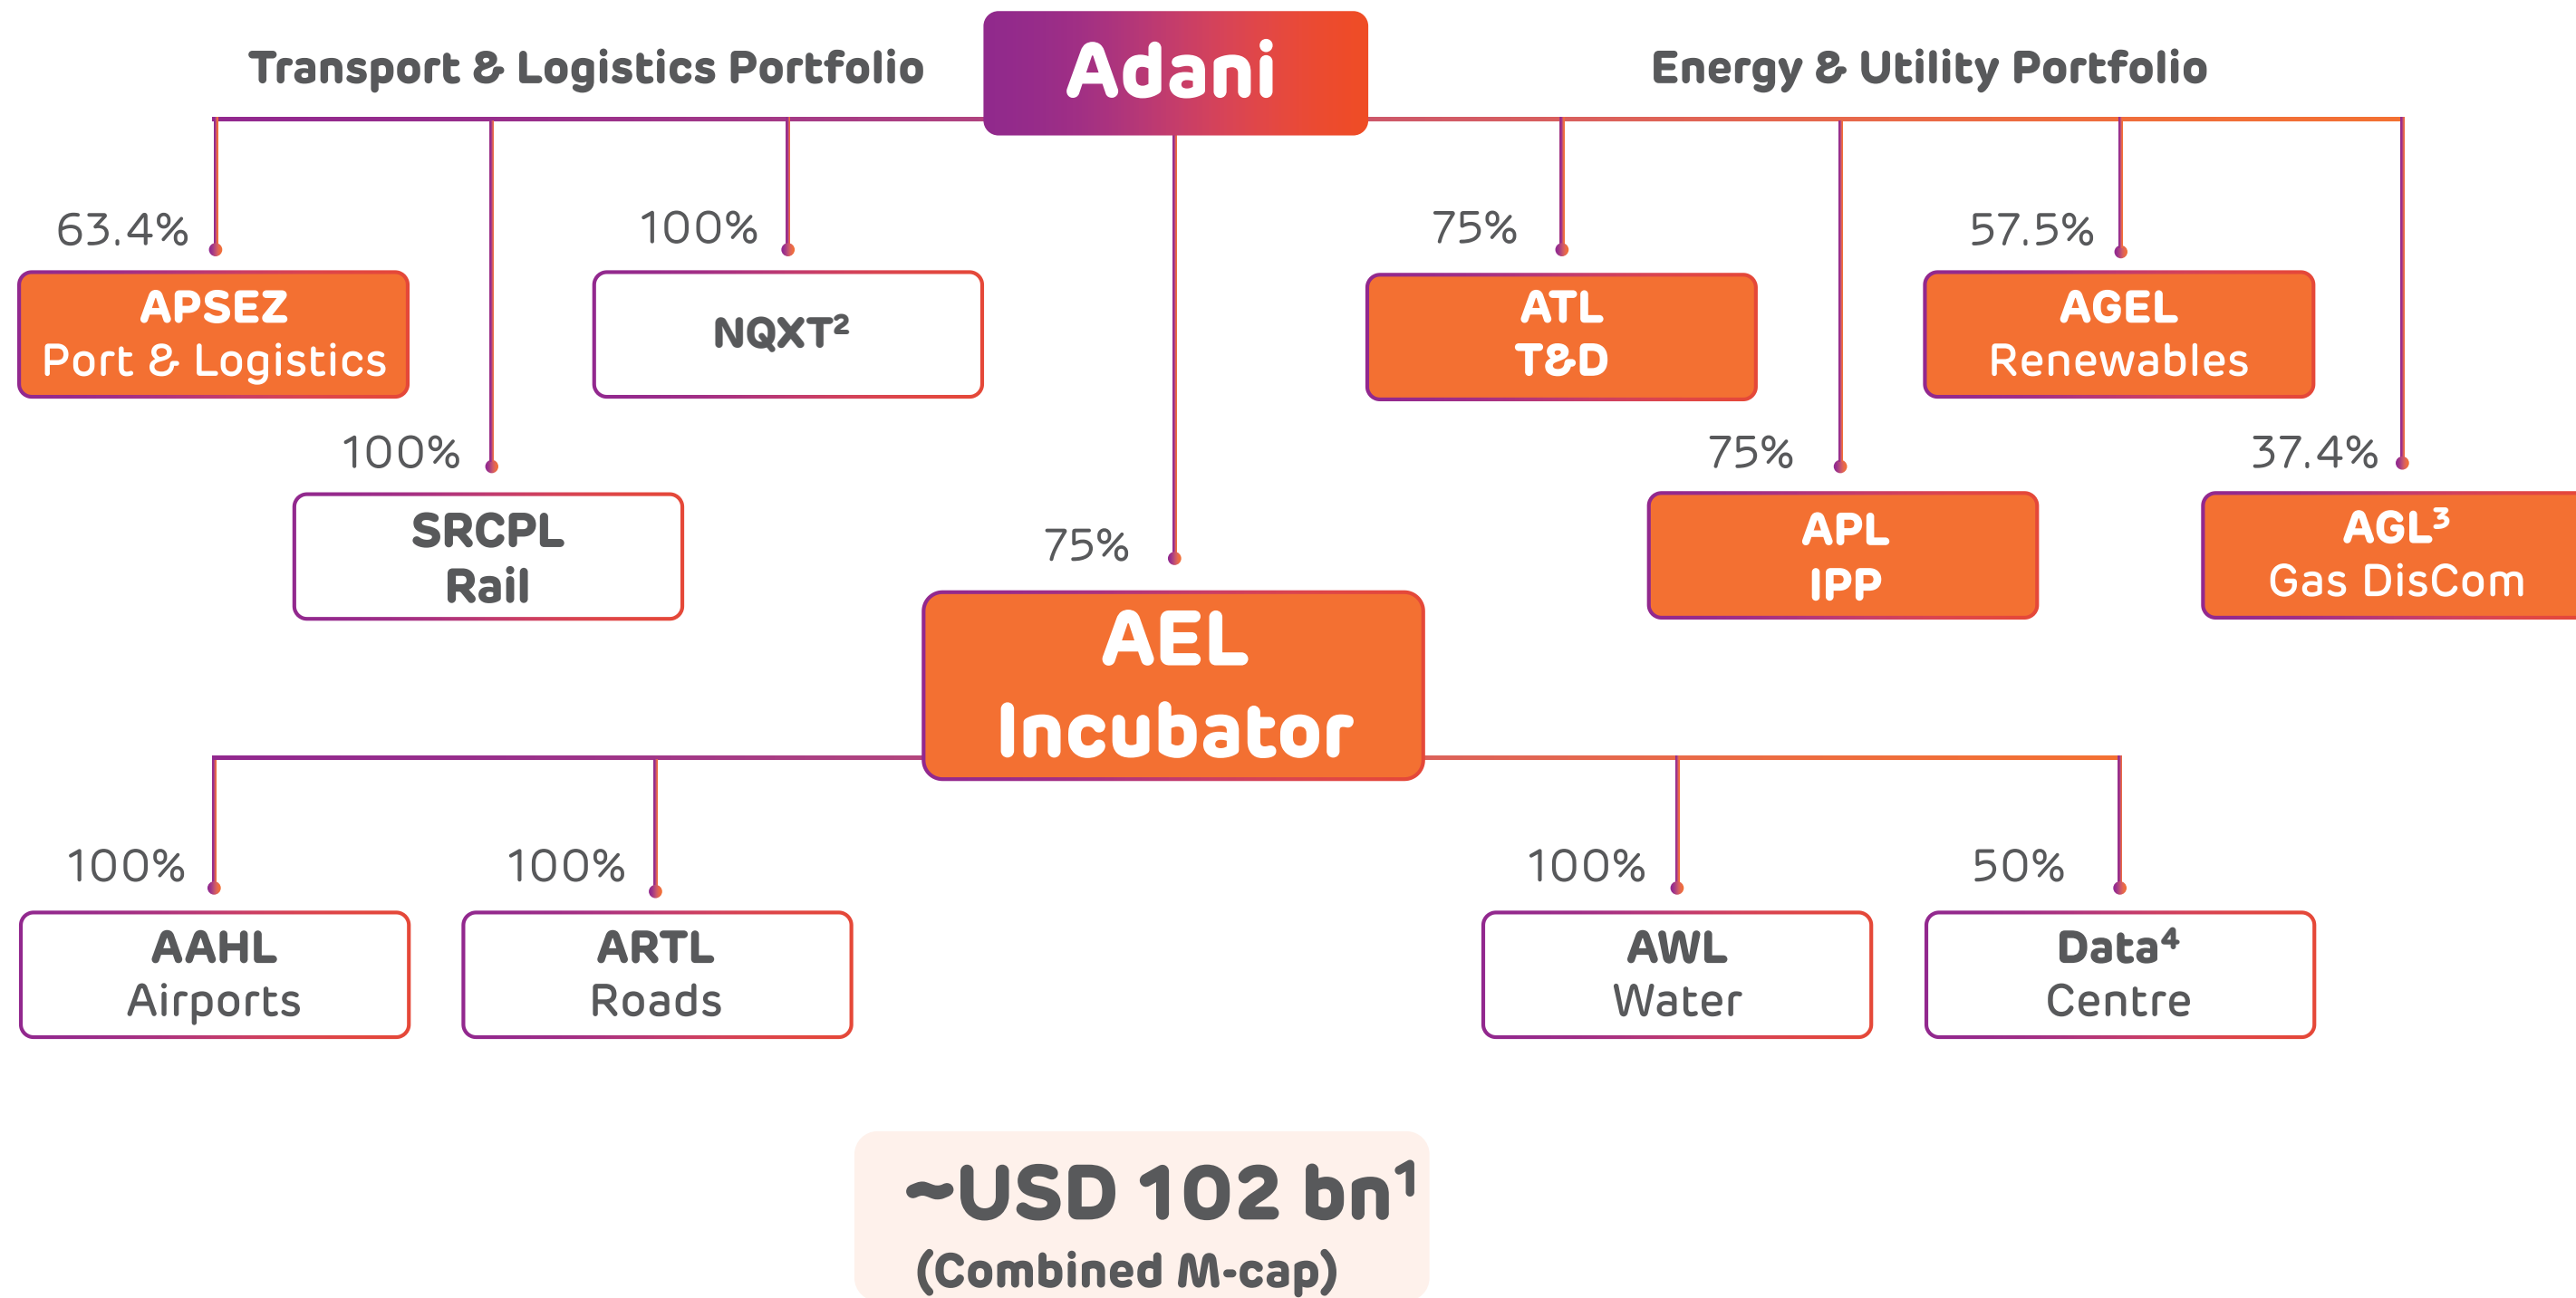 Transport & Logistics Portfolio
Adani
Energy & Utility Portfolio
63.4%
APSEZ
Port & Logistics
100%
SRCPL
Rail
100%
NQXT²
75%
ATL
T&D
75%
APL
IPP
57.5%
AGEL
Renewables
37.4%
AGL³
Gas DisCom
75%
AEL
Incubator
100%
AAHL
Airports
100%
ARTL
Roads
100%
AWL
Water
50%
Data⁴
Centre
~USD 102 bn¹
(Combined M-cap)